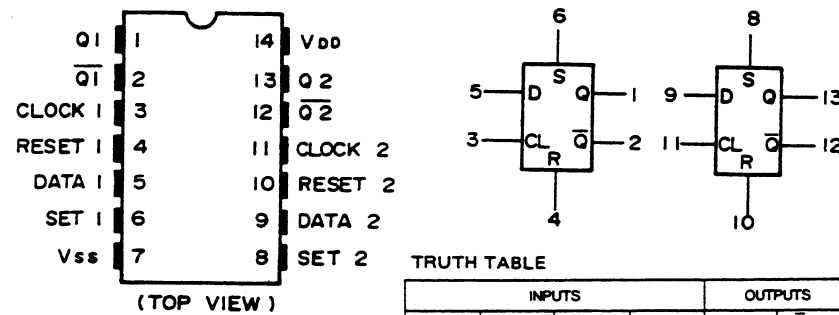 Q1 1 14 VDD
Q̅1̅ 2 13 Q2
CLOCK 1 3 12 Q̅2̅
RESET 1 4 11 CLOCK 2
DATA 1 5 10 RESET 2
SET 1 6 9 DATA 2
Vss 7 8 SET 2
(TOP VIEW)
6
S
5 D Q 1
3 CL Q̅ 2
R
4
8
S
9 D Q 13
11 CL Q̅ 12
R
10
TRUTH TABLE
INPUTS OUTPUTS